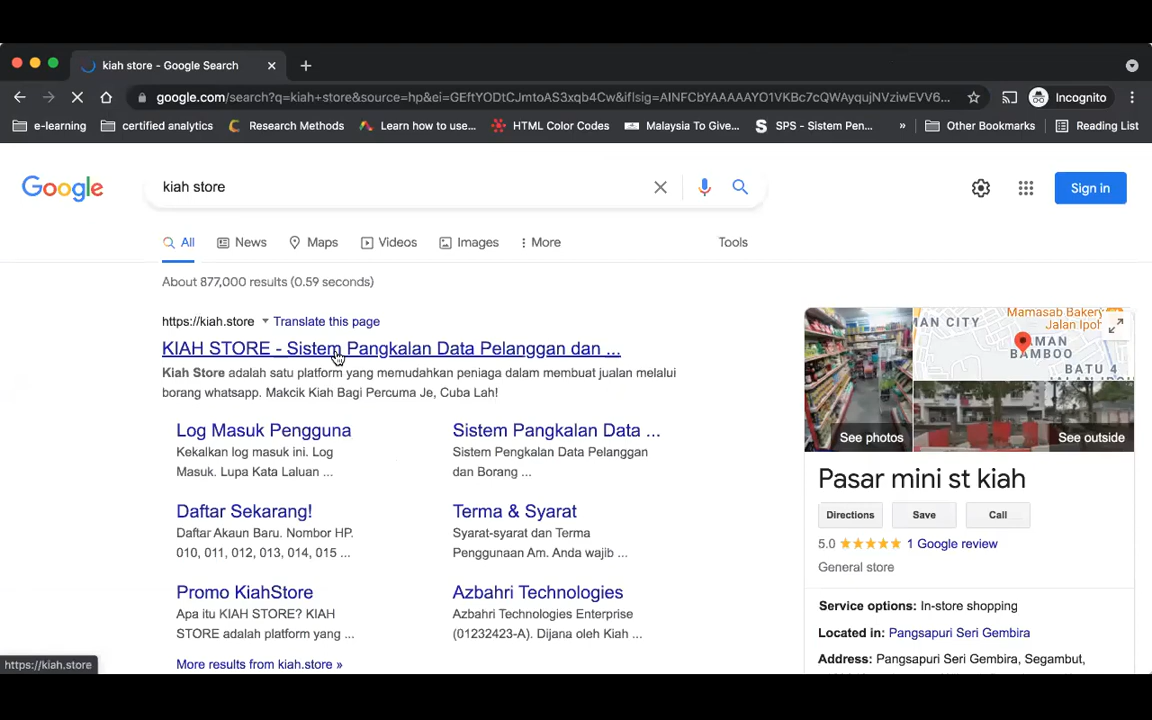 kiah store - Google Search
google.com/search?q=kiah+store&source=hp&ei=GEftYODtCJmtoAS3xqb4Cw&iflsig=AINFCbYAAAAAYO1VKBc7cQWAyqujNVziwEVV6...
Incognito
e-learning
certified analytics
Research Methods
Learn how to use...
HTML Color Codes
Malaysia To Give...
SPS - Sistem Pen...
»
Other Bookmarks
Reading List
Google
kiah store
Sign in
All
News
Maps
Videos
Images
More
Tools
About 877,000 results (0.59 seconds)
https://kiah.store
Translate this page
KIAH STORE - Sistem Pangkalan Data Pelanggan dan ...
Kiah Store adalah satu platform yang memudahkan peniaga dalam membuat jualan melalui
borang whatsapp. Makcik Kiah Bagi Percuma Je, Cuba Lah!
Log Masuk Pengguna
Kekalkan log masuk ini. Log
Masuk. Lupa Kata Laluan ...
Sistem Pangkalan Data ...
Sistem Pengkalan Data Pelanggan
dan Borang ...
Daftar Sekarang!
Daftar Akaun Baru. Nombor HP.
010, 011, 012, 013, 014, 015 ...
Terma & Syarat
Syarat-syarat dan Terma
Penggunaan Am. Anda wajib ...
Promo KiahStore
Apa itu KIAH STORE? KIAH
STORE adalah platform yang ...
Azbahri Technologies
Azbahri Technologies Enterprise
(01232423-A). Dijana oleh Kiah ...
More results from kiah.store »
https://kiah.store
See photos
MAN CITY
Mamasab Bakery
Jalan Ipoh
AMAN
BAMBOO
BATU 4
JALAN IPOH
See outside
Pasar mini st kiah
Directions
Save
Call
5.0
1 Google review
General store
Service options: In-store shopping
Located in: Pangsapuri Seri Gembira
Address: Pangsapuri Seri Gembira, Segambut,